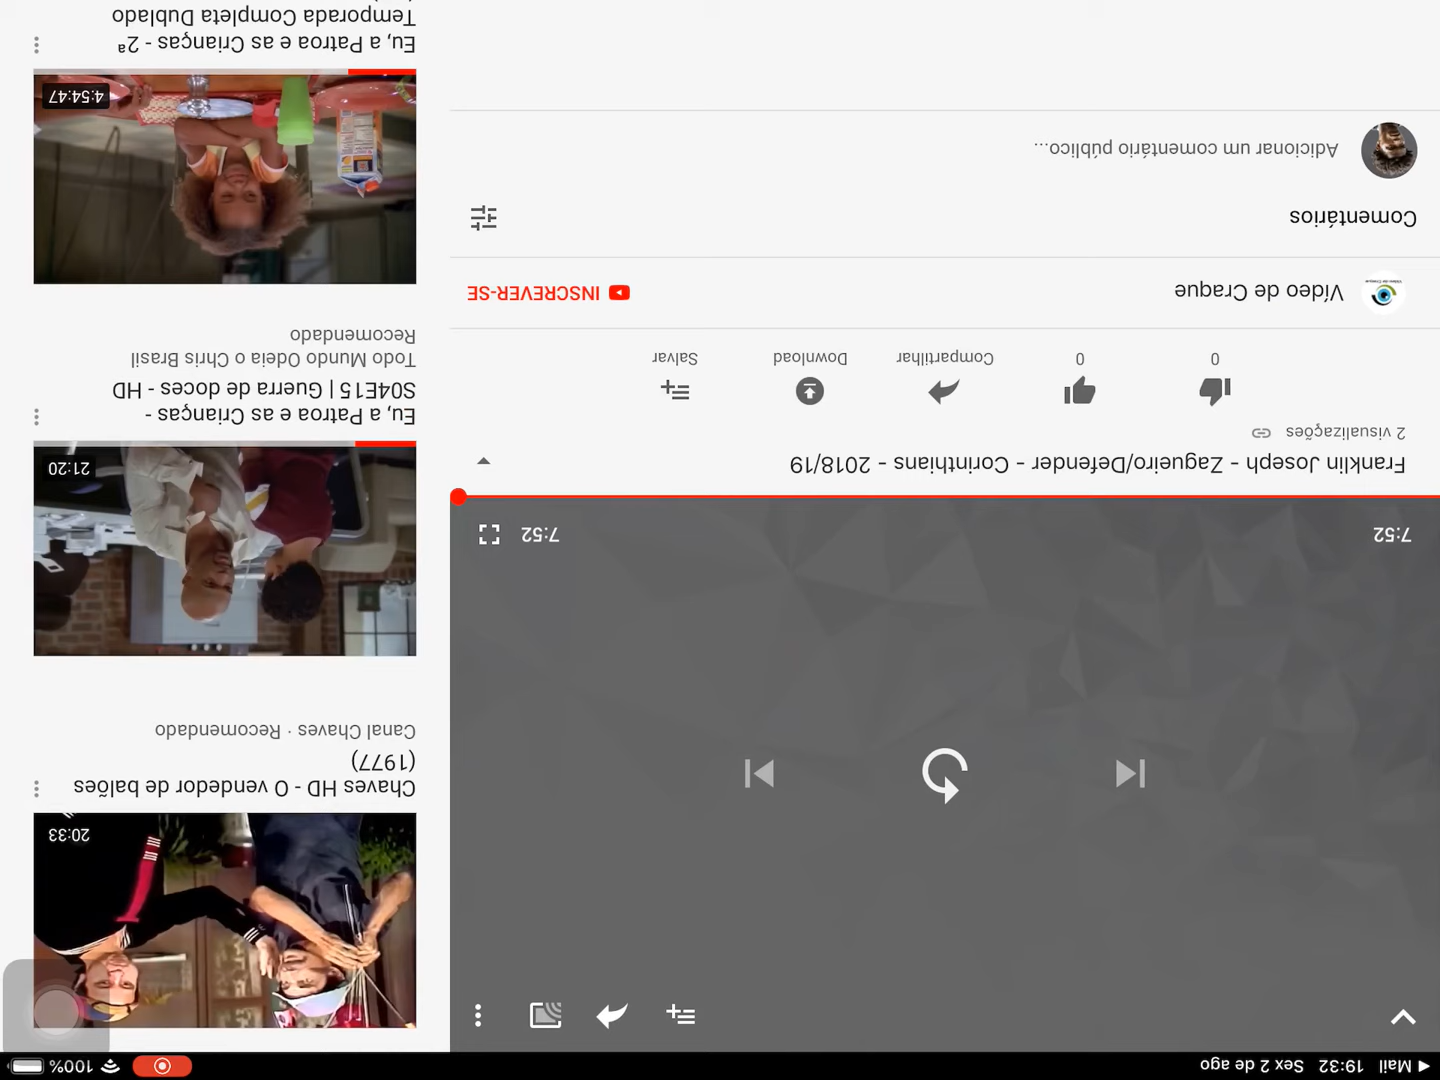 Mail 19:32 Sex 2 de ago
100%
7:52
7:52
Franklin Joseph - Zagueiro/Defender - Corinthians - 2018/19
2 visualizações
0
0
Compartilhar
Download
Salvar
Vídeo de Craque
INSCREVER-SE
Comentários
Adicionar um comentário público...
20:33
Chaves HD - O vendedor de balões
(1977)
Canal Chaves · Recomendado
21:20
Eu, a Patroa e as Crianças -
S04E15 | Guerra de doces - HD
Todo Mundo Odeia o Chris Brasil
Recomendado
4:54:47
Eu, a Patroa e as Crianças - 2ª
Temporada Completa Dublado